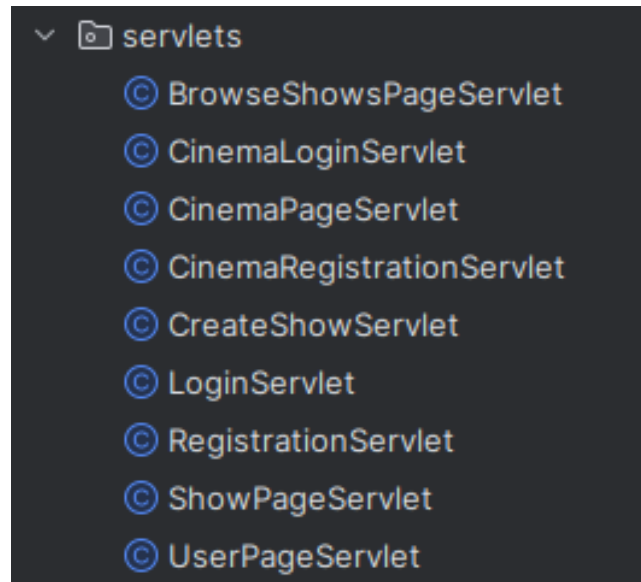 servlets
BrowseShowsPageServlet
CinemaLoginServlet
CinemaPageServlet
CinemaRegistrationServlet
CreateShowServlet
LoginServlet
RegistrationServlet
ShowPageServlet
UserPageServlet